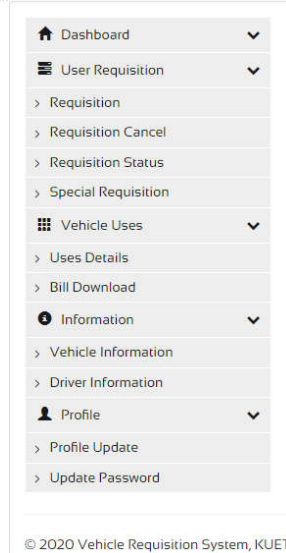 Dashboard
User Requisition
Requisition
Requisition Cancel
Requisition Status
Special Requisition
Vehicle Uses
Uses Details
Bill Download
Information
Vehicle Information
Driver Information
Profile
Profile Update
Update Password
© 2020 Vehicle Requisition System, KUET